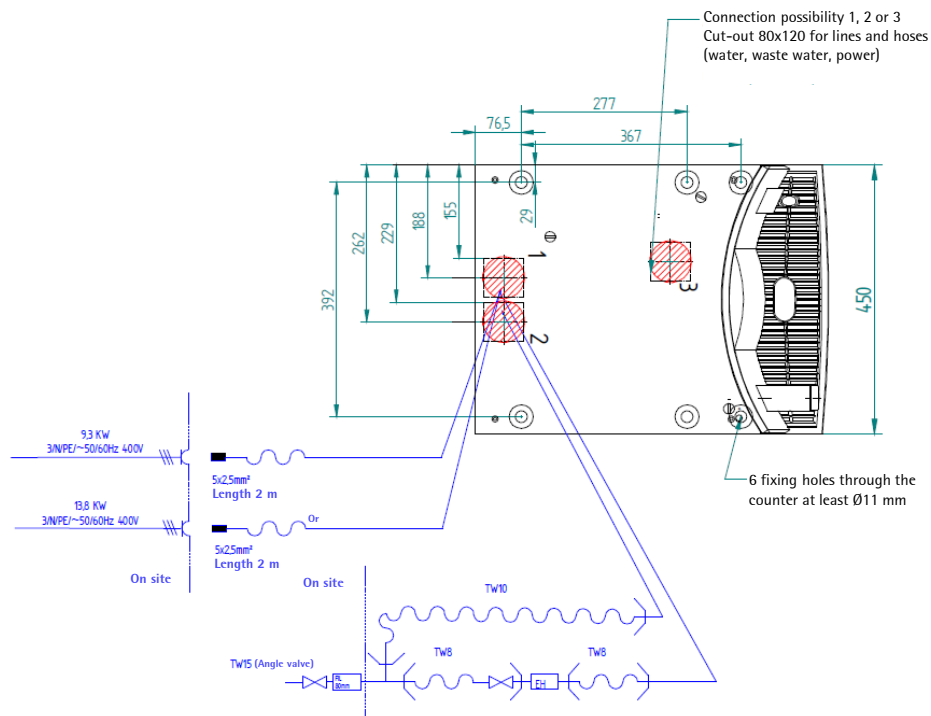 Connection possibility 1, 2 or 3
Cut-out 80x120 for lines and hoses
(water, waste water, power)
277
76,5
367
29
155
188
229
262
392
1
2
3
450
9,3 KW
3/N/PE/~50/60Hz 400V
5x2,5mm²
Length 2 m
13,8 KW
3/N/PE/~50/60Hz 400V
Or
5x2,5mm²
Length 2 m
On site
On site
6 fixing holes through the
counter at least Ø11 mm
TW10
TW8
TW8
TW15 (Angle valve)
80mm
EH